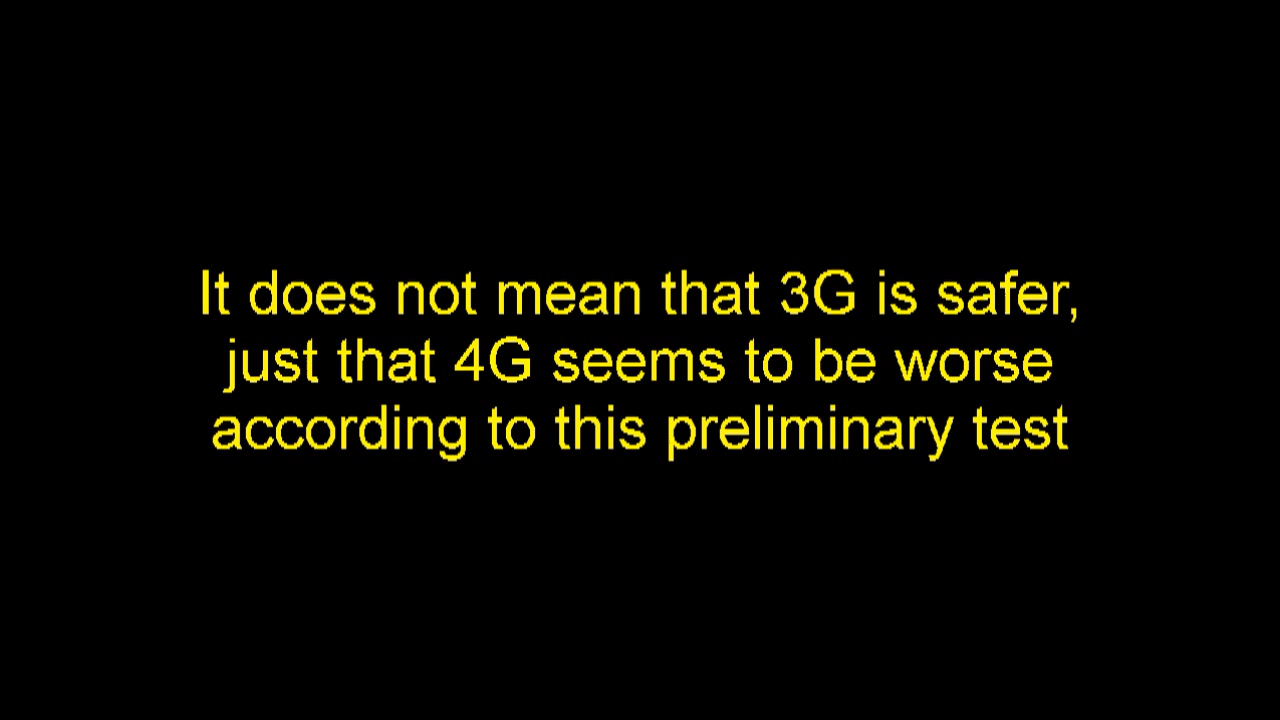 It does not mean that 3G is safer,
just that 4G seems to be worse
according to this preliminary test